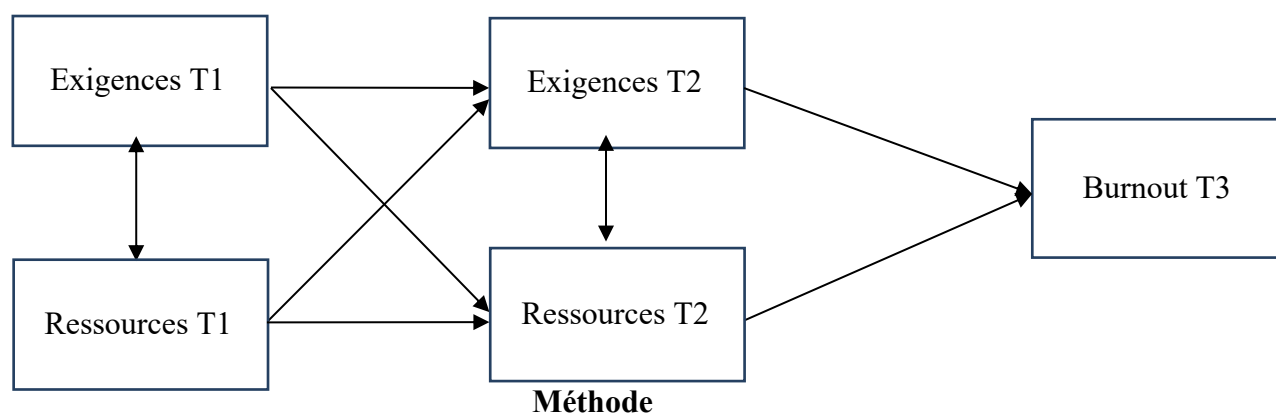 Exigences T1
Exigences T2
Burnout T3
Ressources T1
Ressources T2
Méthode